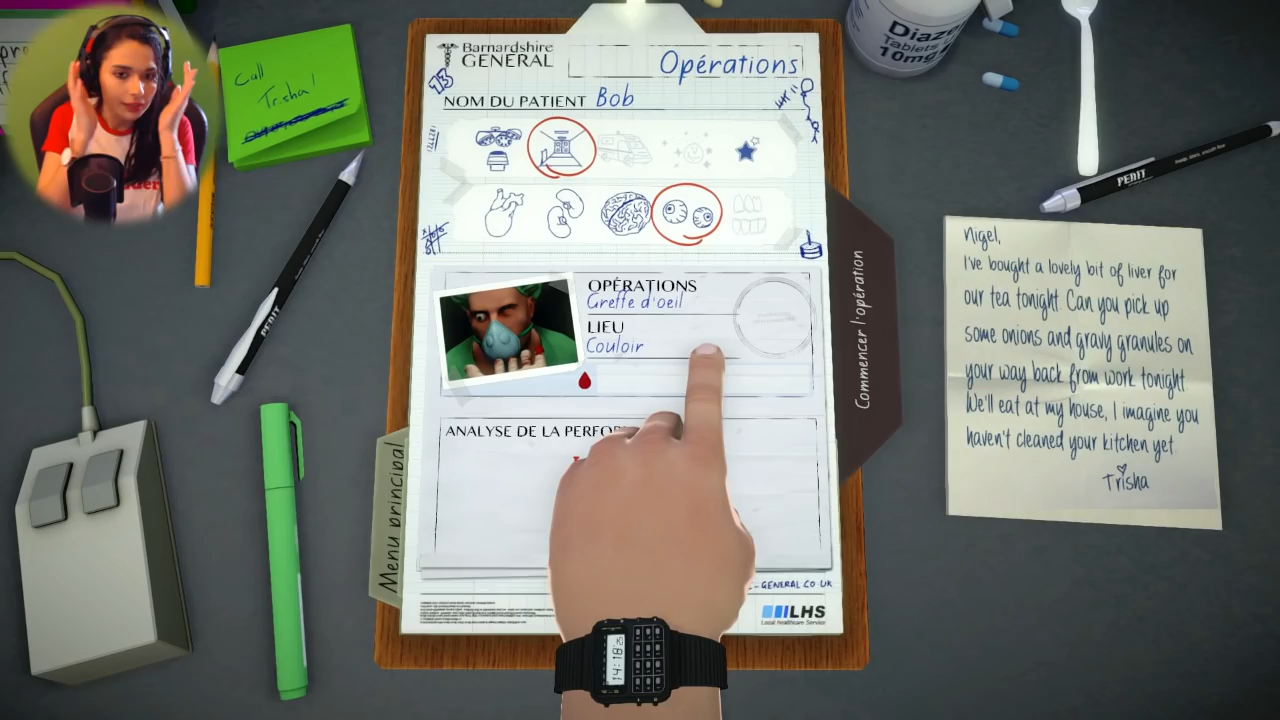 Call
Trisha!
Barnardshire
GENERAL
Opérations
NOM DU PATIENT Bob
OPÉRATIONS
Greffe d'oeil
LIEU
Couloir
ANALYSE DE LA PERFO
Menu principal
Commencer l'opération
GENERAL.CO.UK
LHS
Local healthcare Service
14:18
PENIT
Diaze
Tablets
10mg
PENIT
Nigel,
I've bought a lovely bit of liver for
our tea tonight. Can you pick up
some onions and gravy granules on
your way back from work tonight
We'll eat at my house, I imagine you
haven't cleaned your kitchen yet.
Trisha